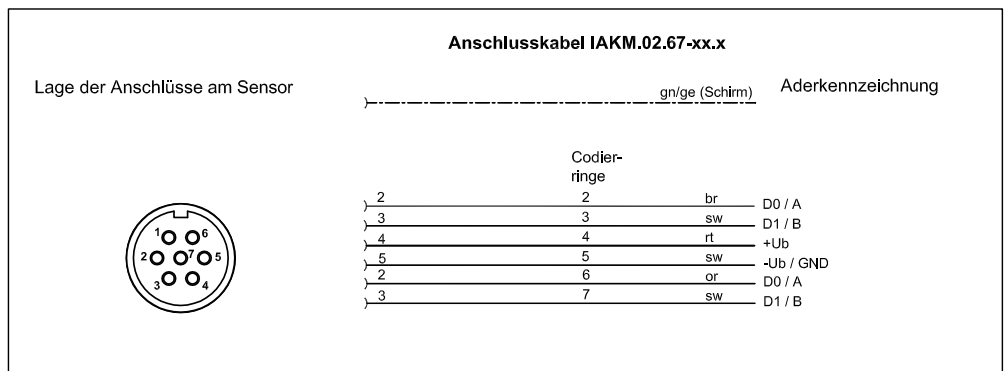 Anschlusskabel IAKM.02.67-xx.x
Lage der Anschlüsse am Sensor
gn/ge (Schirm)
Aderkennzeichnung
Codier-
ringe
2 2 br D0 / A
3 3 sw D1 / B
4 4 rt +Ub
5 5 sw -Ub / GND
2 6 or D0 / A
3 7 sw D1 / B
1 6
2 7 5
3 4